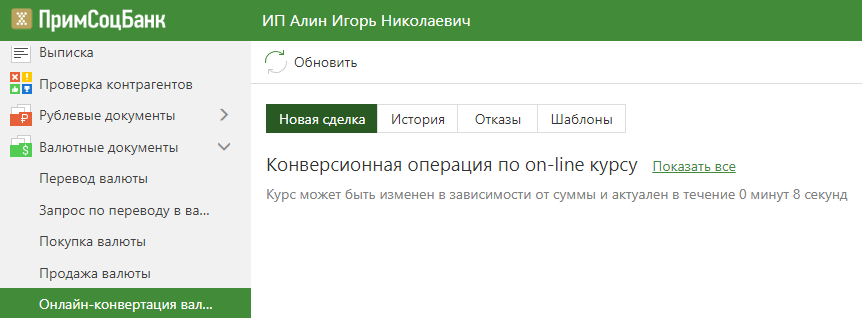 ПримСоцБанк
ИП Алин Игорь Николаевич
Выписка
Проверка контрагентов
Рублевые документы
Валютные документы
Перевод валюты
Запрос по переводу в ва...
Покупка валюты
Продажа валюты
Онлайн-конвертация вал...
Обновить
Новая сделка История Отказы Шаблоны
Конверсионная операция по on-line курсу Показать все
Курс может быть изменен в зависимости от суммы и актуален в течение 0 минут 8 секунд